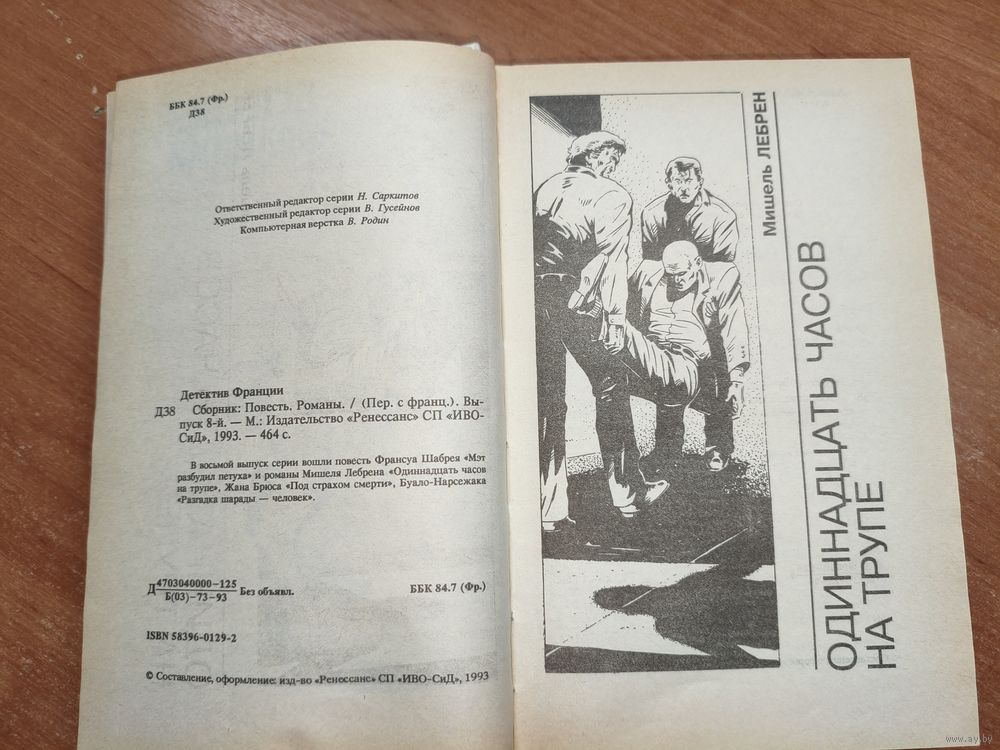 ББК 84.7 (Фр.)
Д38
Ответственный редактор серии Н. Саркитов
Художественный редактор серии В. Гусейнов
Компьютерная верстка В. Родин
Детектив Франции
Д38 Сборник: Повесть. Романы. / (Пер. с франц.). Вы-
пуск 8-й. — М.: Издательство «Ренессанс» СП «ИВО-
СиД», 1993. — 464 с.
В восьмой выпуск серии вошли повесть Франсуа Шабрея «Мэт
разбудил петуха» и романы Мишеля Лебрена «Одиннадцать часов
на трупе», Жана Брюса «Под страхом смерти», Буало-Нарсежака
«Разгадка шарады — человек».
Д 4703040000–125
Б(03)–73–93 Без объявл.
ББК 84.7 (Фр.)
ISBN 58396-0129-2
© Составление, оформление: изд-во «Ренессанс» СП «ИВО-СиД», 1993
Мишель ЛЕБРЕН
ОДИННАДЦАТЬ ЧАСОВ
НА ТРУПЕ
www.ay.by